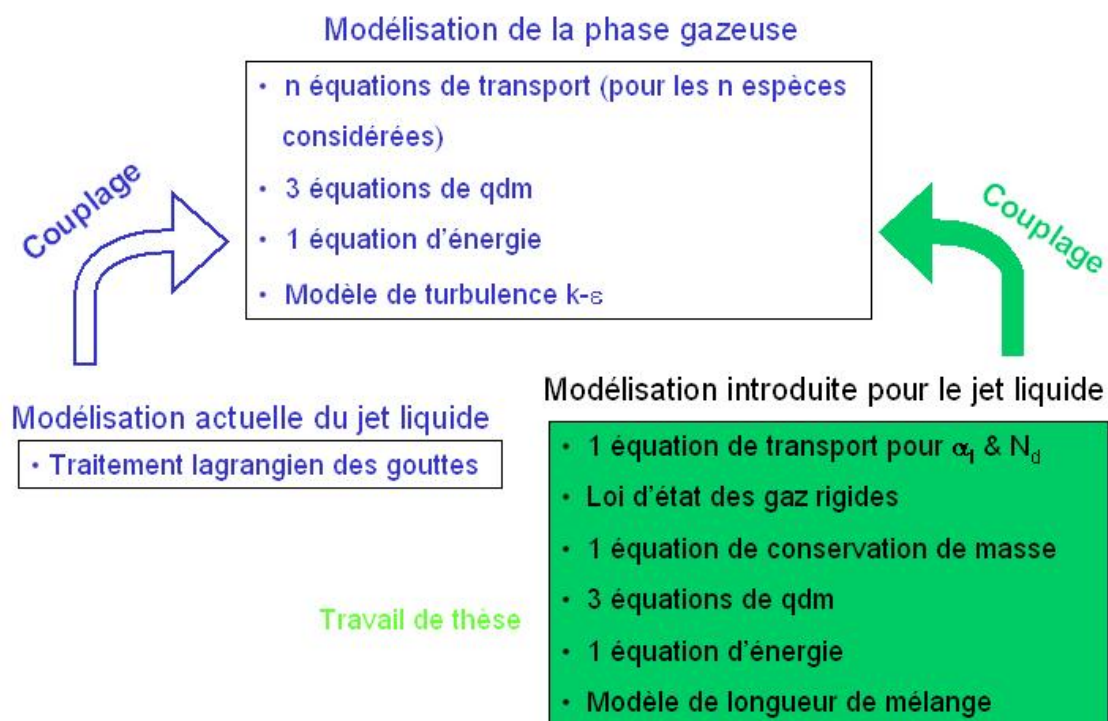 Modélisation de la phase gazeuse
• n équations de transport (pour les n espèces
considérées)
• 3 équations de qdm
• 1 équation d'énergie
• Modèle de turbulence k-ε
Couplage
Couplage
Modélisation actuelle du jet liquide
• Traitement lagrangien des gouttes
Modélisation introduite pour le jet liquide
• 1 équation de transport pour αl & Nd
• Loi d'état des gaz rigides
• 1 équation de conservation de masse
• 3 équations de qdm
• 1 équation d'énergie
• Modèle de longueur de mélange
Travail de thèse